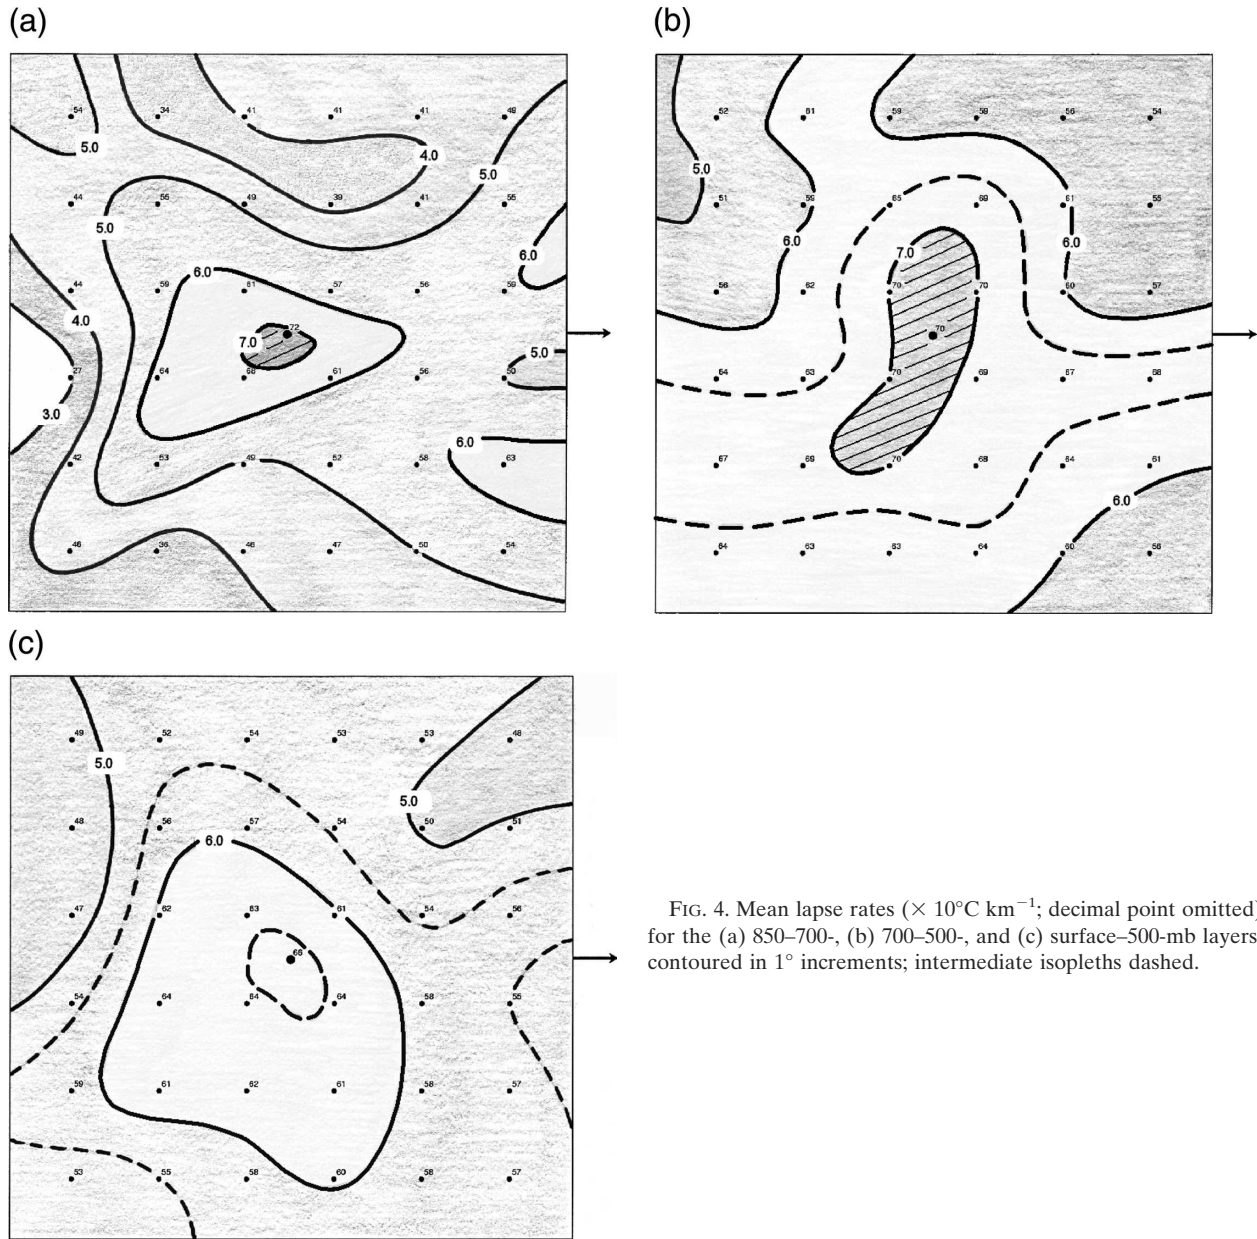 (a)
54 34 41 41 41 49
5.0 4.0 5.0
44 55 49 39 41 55
5.0 6.0 6.0
44 59 61 57 56 59
4.0 7.0 72 5.0
27 64 68 61 56 50
3.0 6.0
42 53 49 52 58 63
46 36 46 47 50 54
(b)
52 61 59 59 56 54
5.0
51 59 65 69 61 55
6.0 7.0 6.0
56 62 70 70 60 57
70
64 63 70 69 67 68
67 69 70 68 64 61
6.0
64 63 63 64 60 56
(c)
49 52 54 53 53 48
5.0 5.0
48 56 57 54 50 51
6.0
47 62 63 61 54 56
66
54 64 64 64 58 55
59 61 62 61 58 57
53 55 58 60 58 57
FIG. 4. Mean lapse rates (× 10°C km⁻¹; decimal point omitted)
for the (a) 850–700-, (b) 700–500-, and (c) surface–500-mb layers
contoured in 1° increments; intermediate isopleths dashed.